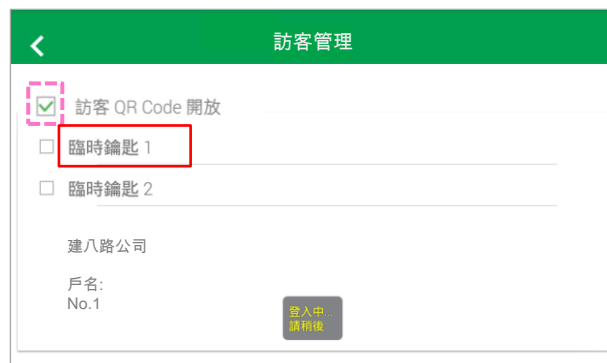 訪客管理
訪客 QR Code 開放
臨時鑰匙 1
臨時鑰匙 2
建八路公司
戶名:
No.1
登入中...
請稍後